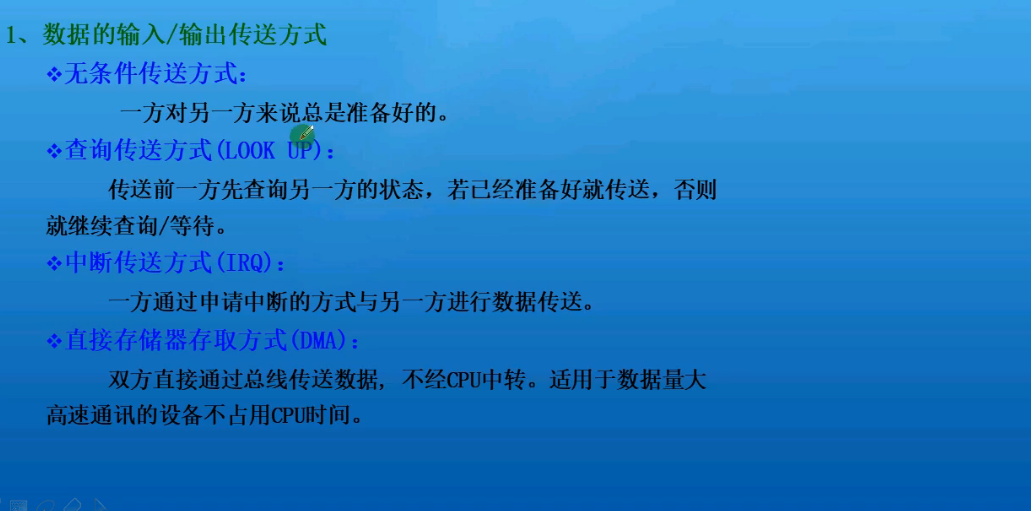 1、数据的输入/输出传送方式
❖无条件传送方式：
一方对另一方来说总是准备好的。
❖查询传送方式(LOOK UP)：
传送前一方先查询另一方的状态，若已经准备好就传送，否则
就继续查询/等待。
❖中断传送方式(IRQ)：
一方通过申请中断的方式与另一方进行数据传送。
❖直接存储器存取方式(DMA)：
双方直接通过总线传送数据, 不经CPU中转。适用于数据量大
高速通讯的设备不占用CPU时间。